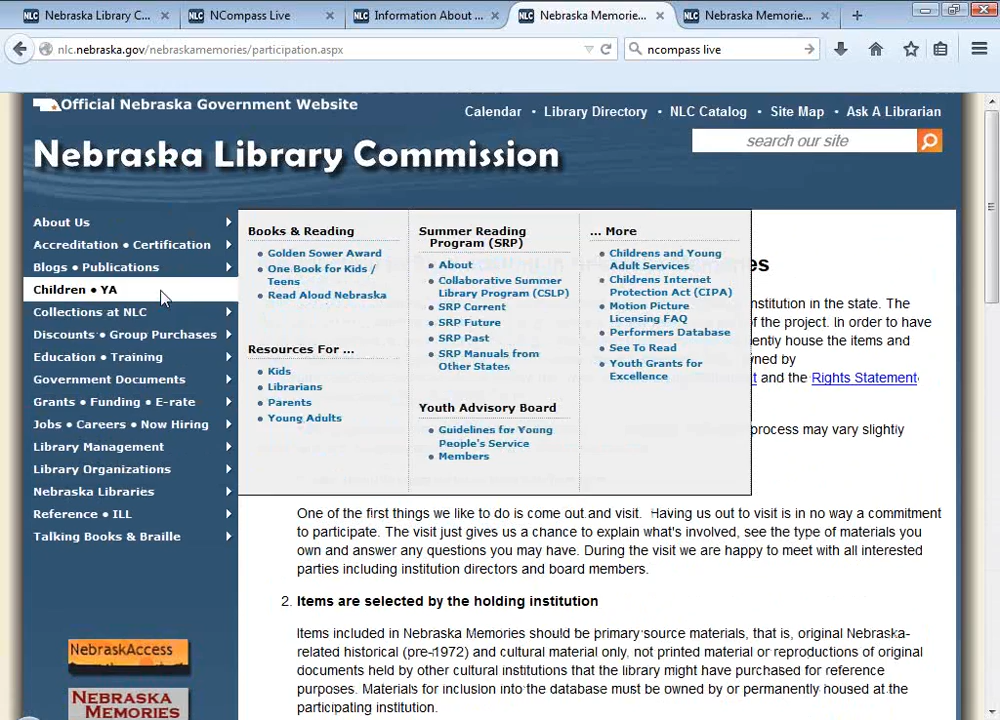 Nebraska Library C...
NCompass Live
Information About ...
Nebraska Memorie...
Nebraska Memorie...
nlc.nebraska.gov/nebraskamemories/participation.aspx
ncompass live
Official Nebraska Government Website
Calendar • Library Directory • NLC Catalog • Site Map • Ask A Librarian
Nebraska Library Commission
search our site
About Us
Accreditation • Certification
Blogs • Publications
Children • YA
Collections at NLC
Discounts • Group Purchases
Education • Training
Government Documents
Grants • Funding • E-rate
Jobs • Careers • Now Hiring
Library Management
Library Organizations
Nebraska Libraries
Reference • ILL
Talking Books & Braille
NebraskAccess
NEBRASKA
MEMORIES
Books & Reading
• Golden Sower Award
• One Book for Kids /
Teens
• Read Aloud Nebraska
Resources For ...
• Kids
• Librarians
• Parents
• Young Adults
Summer Reading
Program (SRP)
• About
• Collaborative Summer
Library Program (CSLP)
• SRP Current
• SRP Future
• SRP Past
• SRP Manuals from
Other States
Youth Advisory Board
• Guidelines for Young
People's Service
• Members
... More
• Childrens and Young
Adult Services
• Childrens Internet
Protection Act (CIPA)
• Motion Picture
Licensing FAQ
• Performers Database
• See To Read
• Youth Grants for
Excellence
es
nstitution in the state. The
of the project. In order to have
ently house the items and
wned by
t and the Rights Statement.
process may vary slightly
One of the first things we like to do is come out and visit. Having us out to visit is in no way a commitment
to participate. The visit just gives us a chance to explain what's involved, see the type of materials you
own and answer any questions you may have. During the visit we are happy to meet with all interested
parties including institution directors and board members.
2. Items are selected by the holding institution
Items included in Nebraska Memories should be primary source materials, that is, original Nebraska-
related historical (pre-1972) and cultural material only, not printed material or reproductions of original
documents held by other cultural institutions that the library might have purchased for reference
purposes. Materials for inclusion into the database must be owned by or permanently housed at the
participating institution.